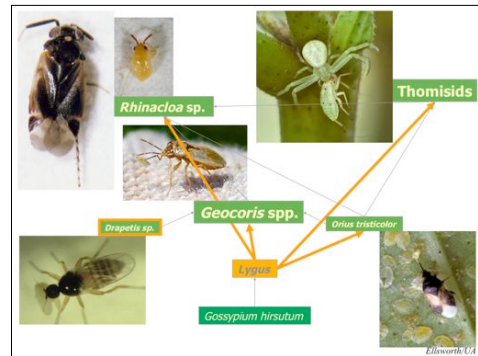 Rhinacloa sp.
Thomisids
Drapetis sp.
Geocoris spp.
Orius tristicolor
Lygus
Gossypium hirsutum
Ellsworth/UA